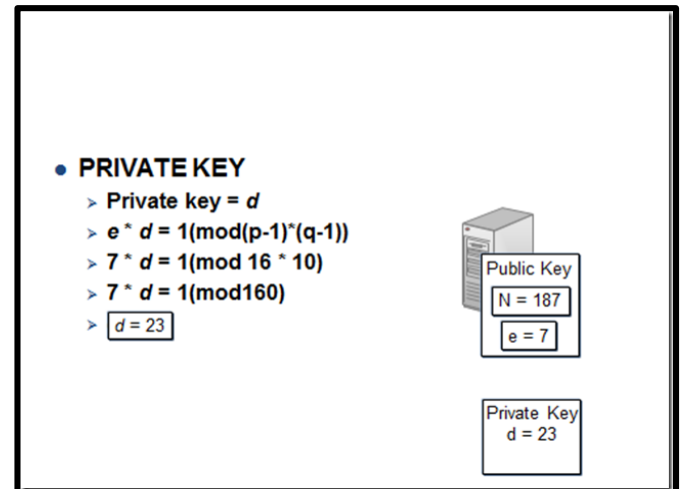 PRIVATE KEY
Private key = d
e * d = 1(mod(p-1)*(q-1))
7 * d = 1(mod 16 * 10)
7 * d = 1(mod160)
d = 23
Public Key
N = 187
e = 7
Private Key
d = 23